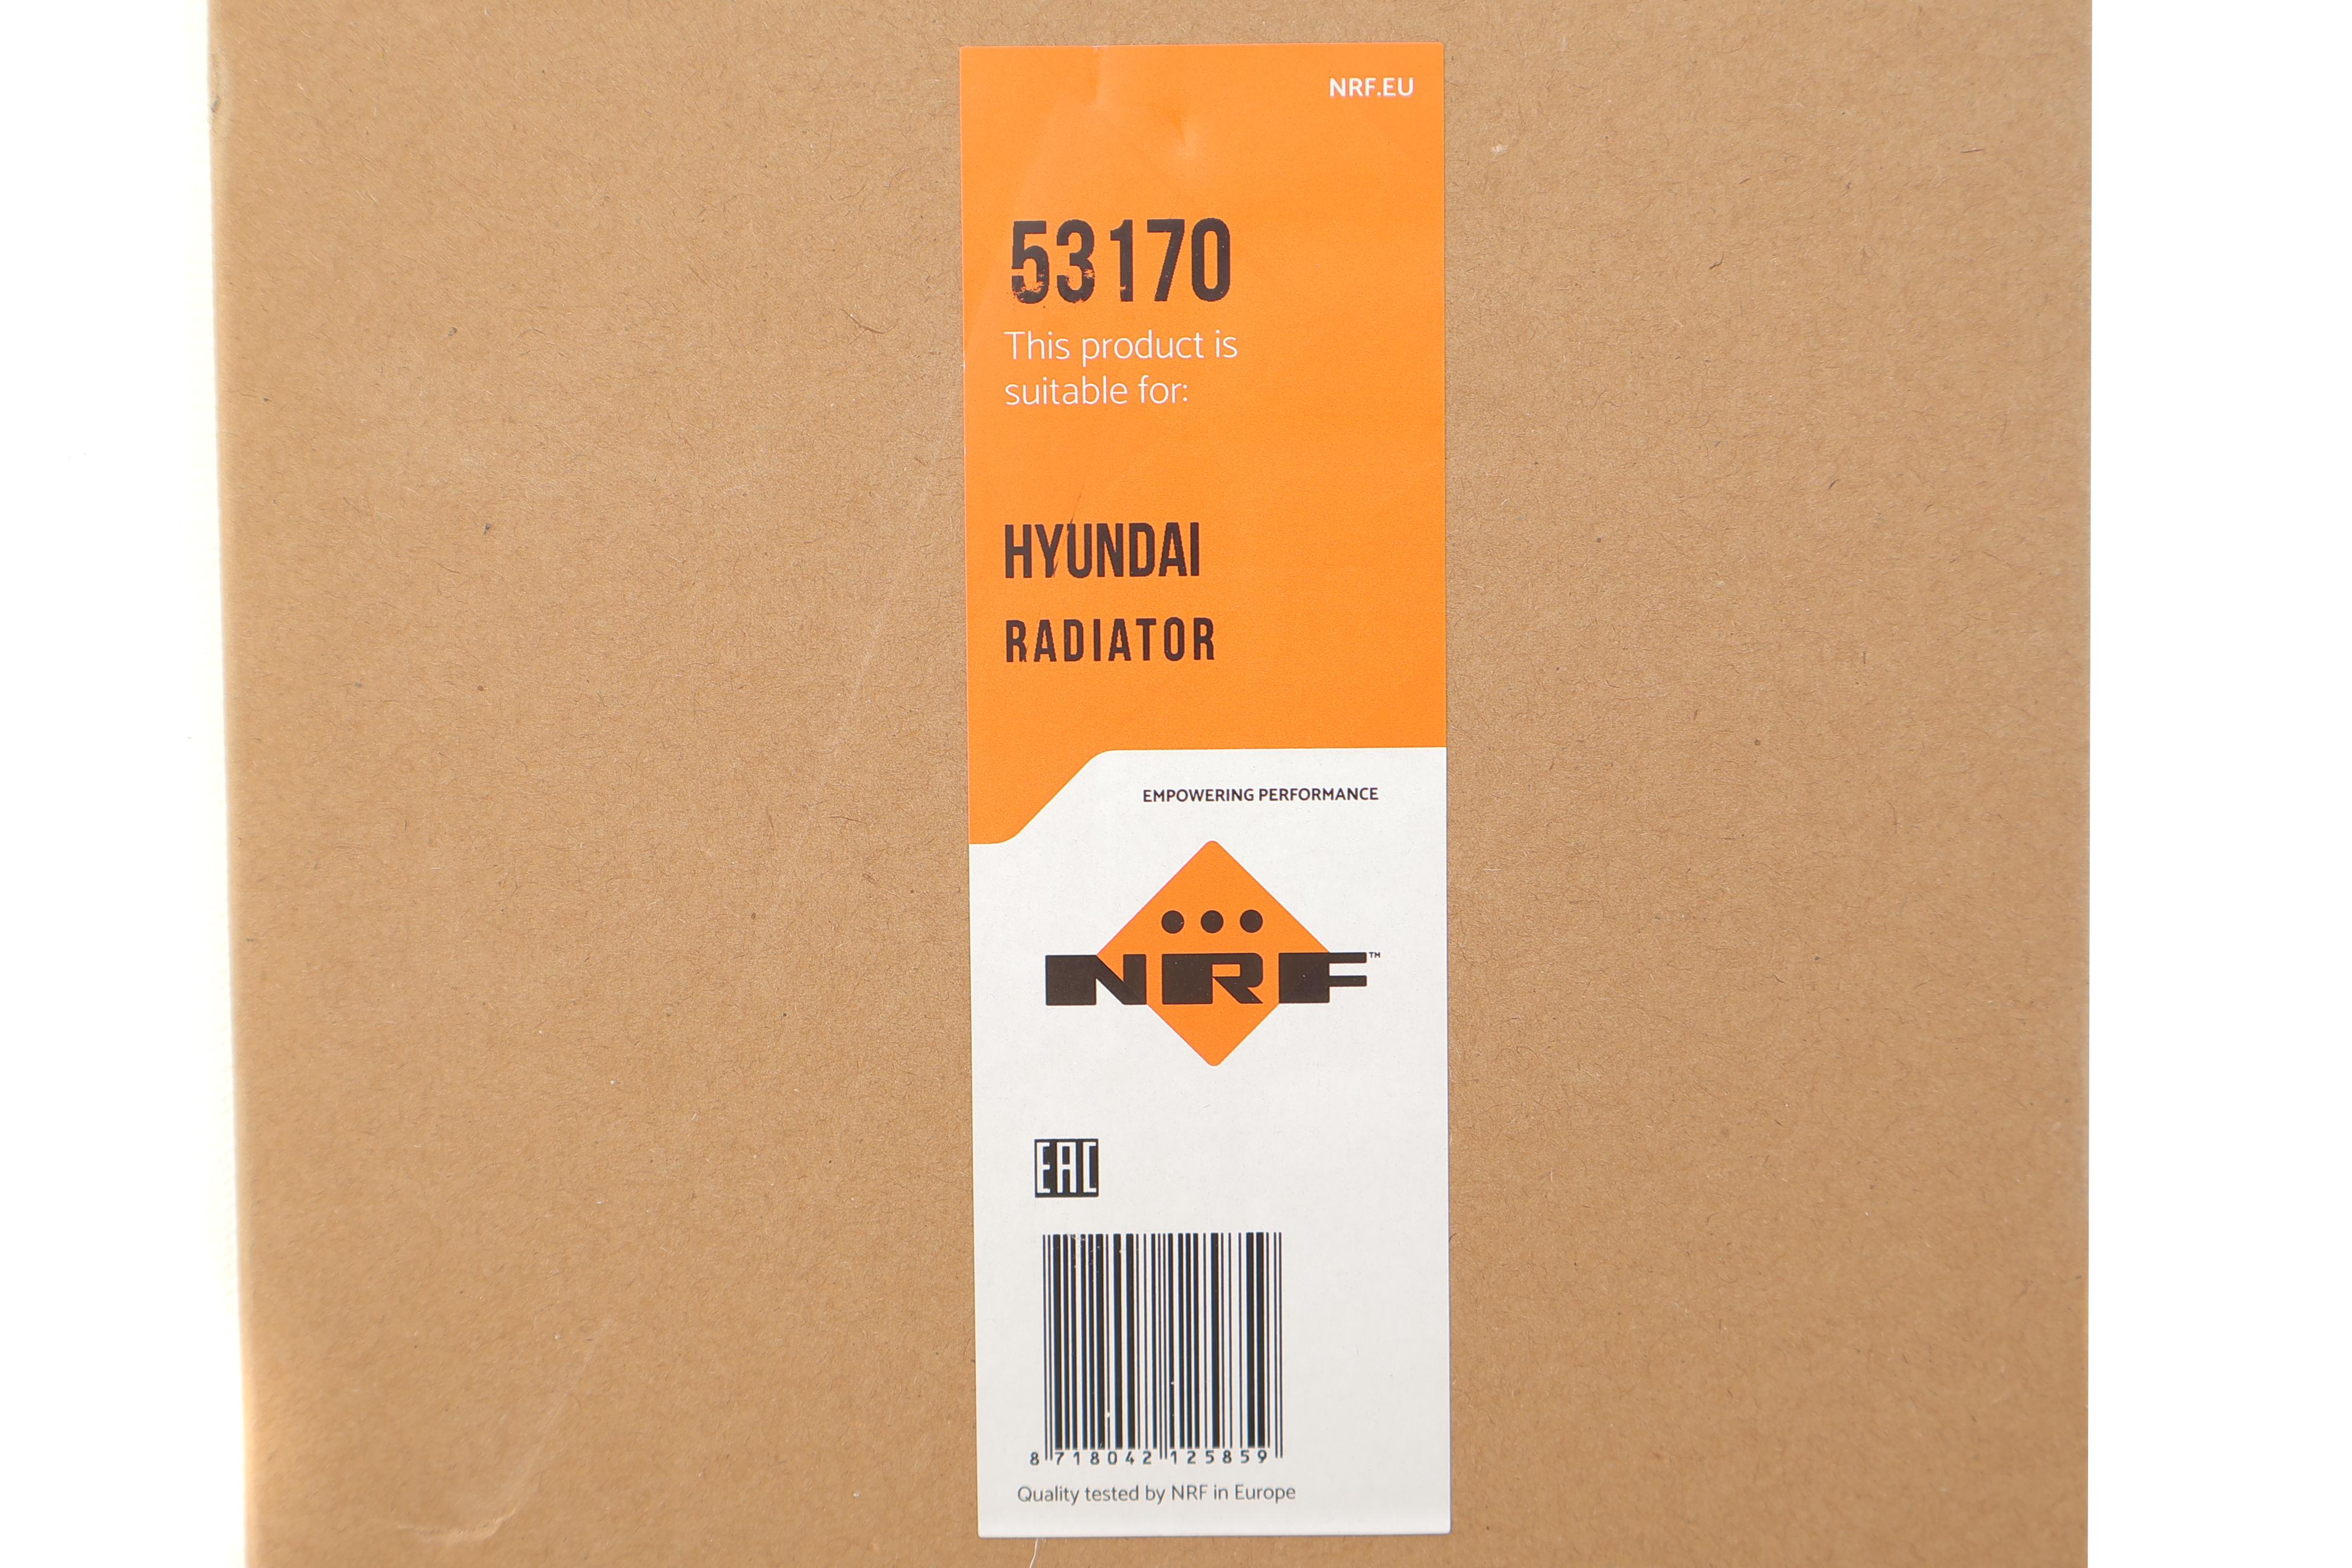 NRF.EU
53170
This product is
suitable for:
HYUNDAI
RADIATOR
EMPOWERING PERFORMANCE
NRF™
EAC
8 718042 125859
Quality tested by NRF in Europe